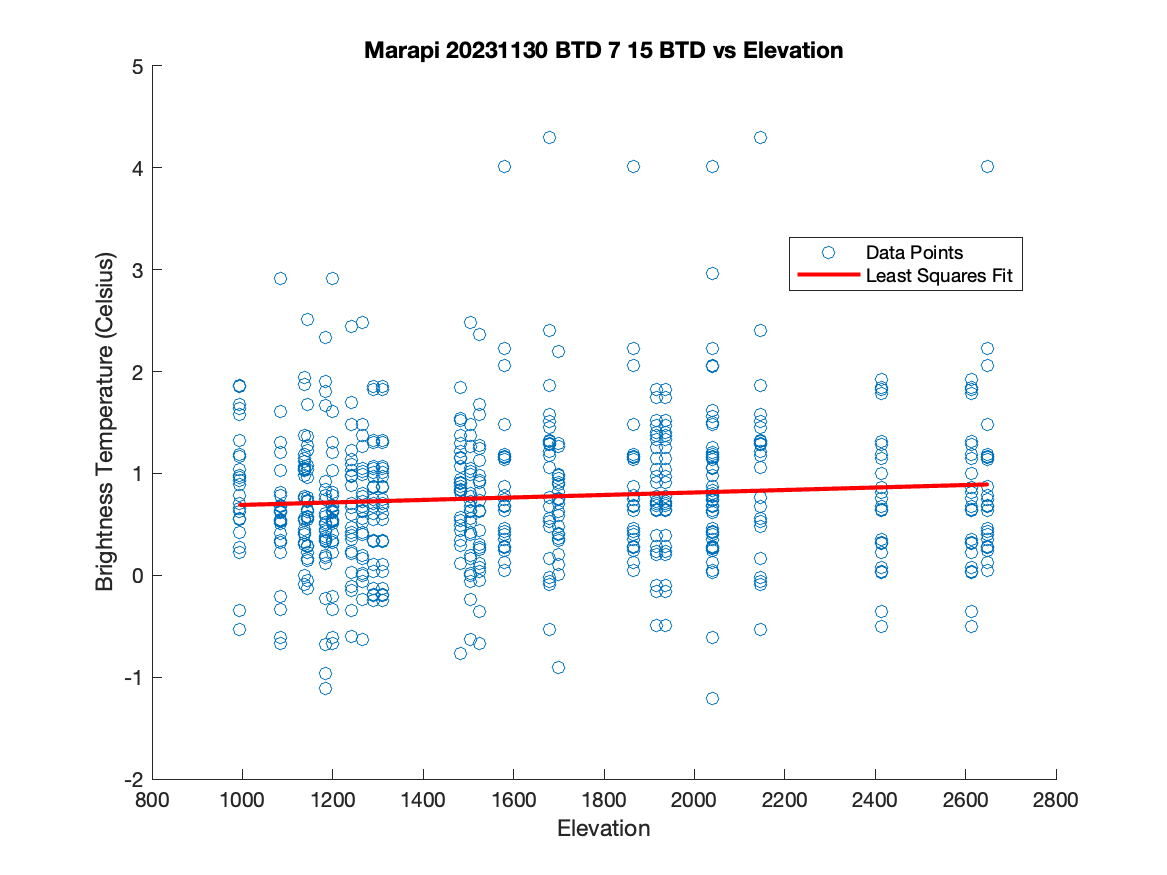 Marapi 20231130 BTD 7 15 BTD vs Elevation
5
4
3
2
1
0
-1
-2
Brightness Temperature (Celsius)
Data Points
Least Squares Fit
800 1000 1200 1400 1600 1800 2000 2200 2400 2600 2800
Elevation